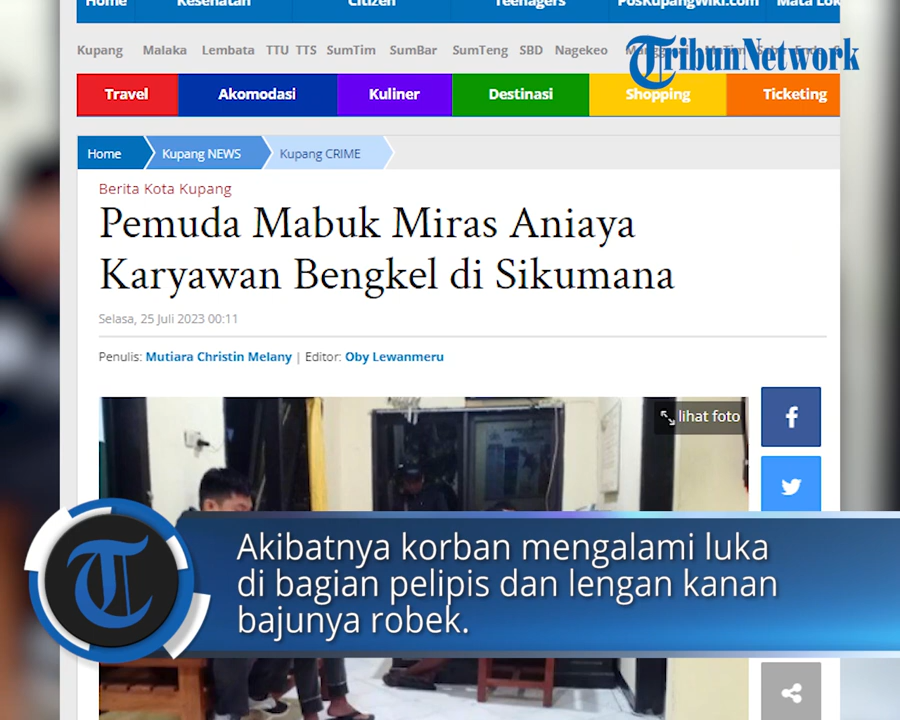 Home Kesehatan Citizen Teenagers PosKupangWiki.com Mata Lok
Kupang Malaka Lembata TTU TTS SumTim SumBar SumTeng SBD Nagekeo
TribunNetwork
Travel Akomodasi Kuliner Destinasi Shopping Ticketing
Home Kupang NEWS Kupang CRIME
Berita Kota Kupang
Pemuda Mabuk Miras Aniaya
Karyawan Bengkel di Sikumana
Selasa, 25 Juli 2023 00:11
Penulis: Mutiara Christin Melany | Editor: Oby Lewanmeru
lihat foto
Akibatnya korban mengalami luka
di bagian pelipis dan lengan kanan
bajunya robek.